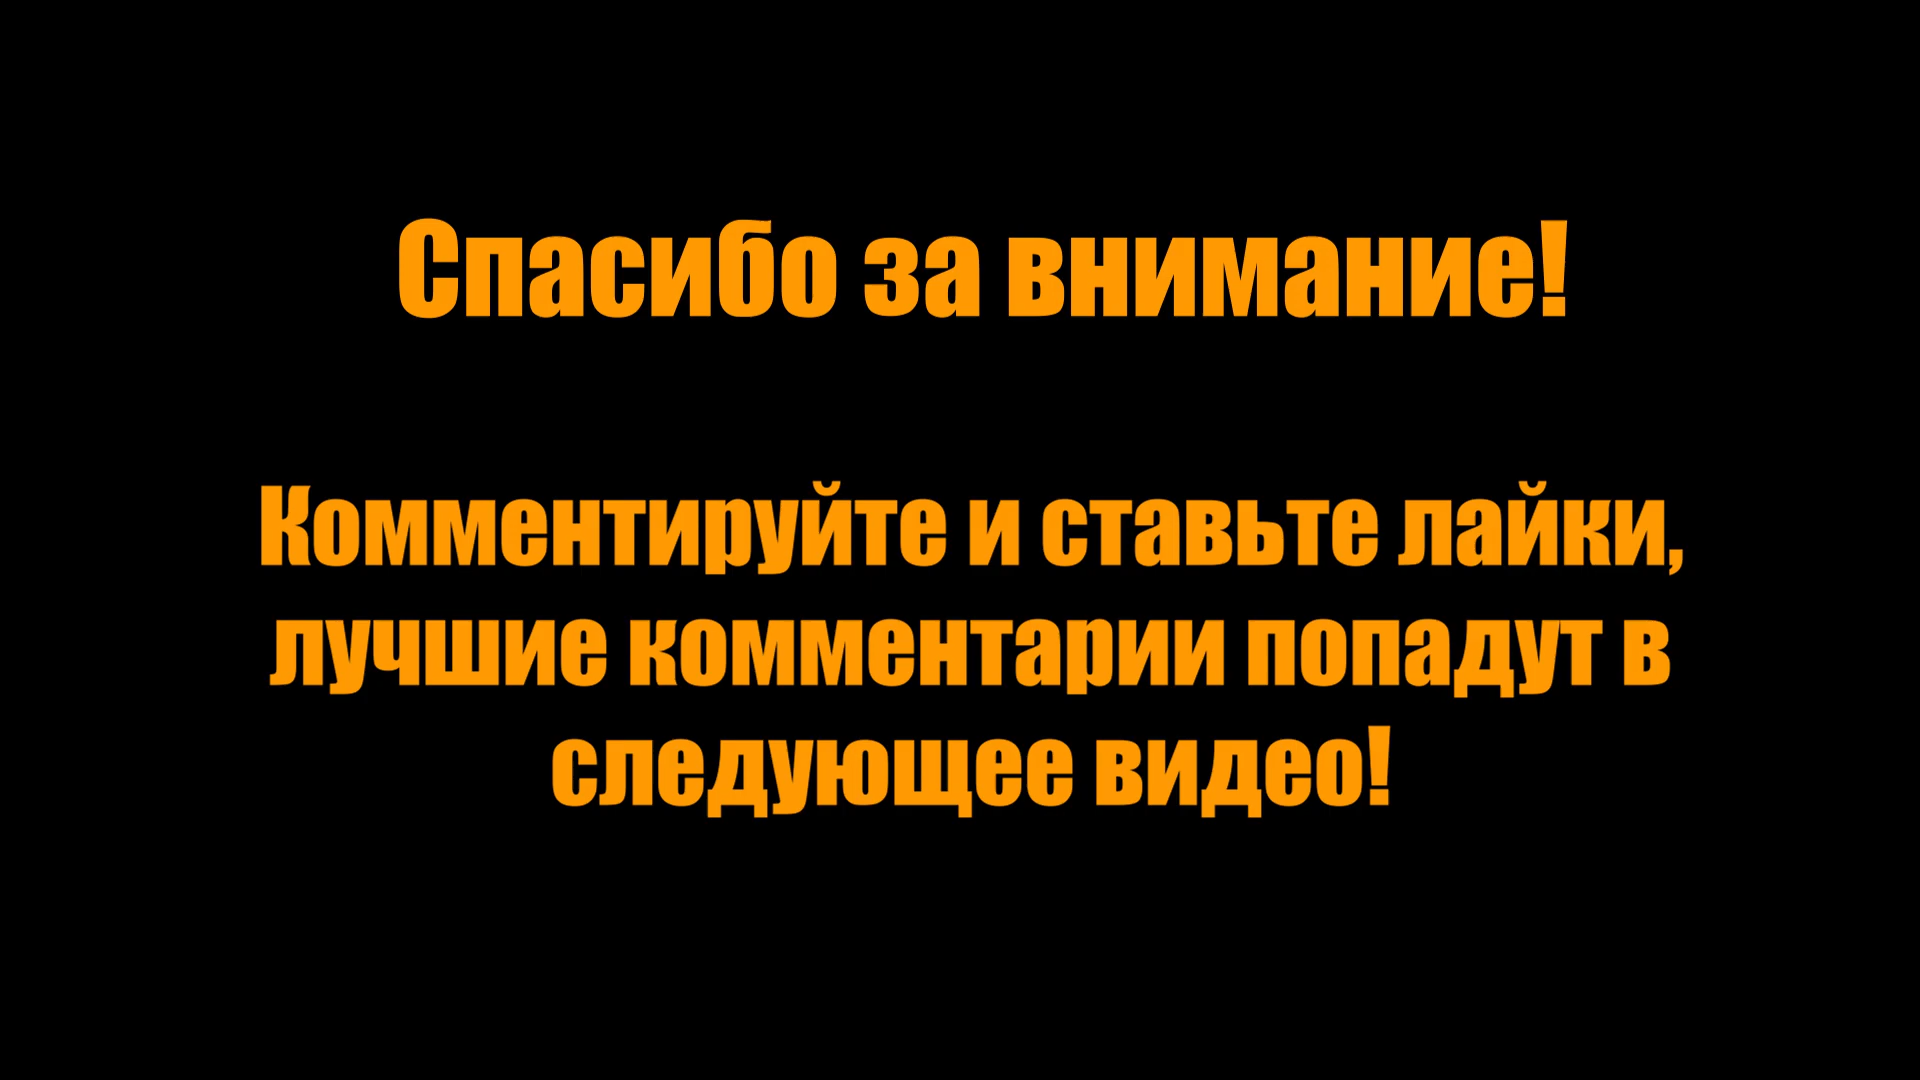 Спасибо за внимание!
Комментируйте и ставьте лайки,
лучшие комментарии попадут в
следующее видео!